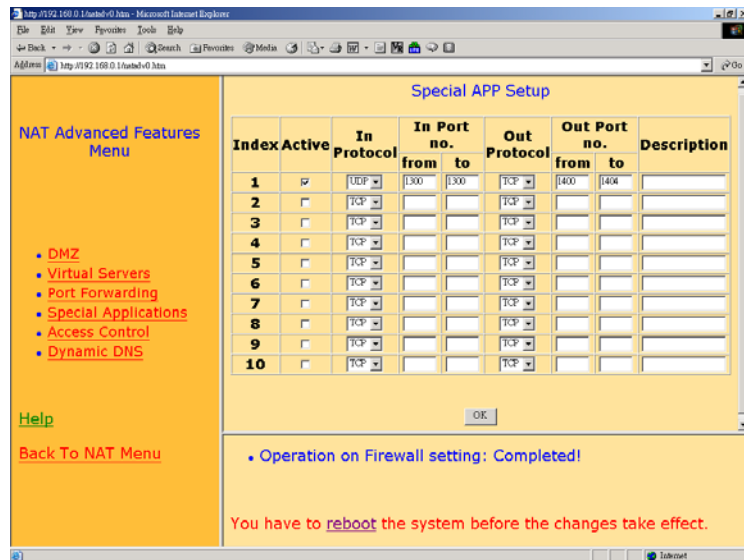 http://192.168.0.1/natadv0.htm - Microsoft Internet Explorer
File Edit View Favorites Tools Help
Back Search Favorites Media
Address http://192.168.0.1/natadv0.htm Go
NAT Advanced Features Menu
DMZ
Virtual Servers
Port Forwarding
Special Applications
Access Control
Dynamic DNS
Help
Back To NAT Menu
Special APP Setup
Index Active In Protocol In Port no. Out Protocol Out Port no. Description
from to from to
1 UDP 1300 1300 TCP 1400 1404
2 TCP TCP
3 TCP TCP
4 TCP TCP
5 TCP TCP
6 TCP TCP
7 TCP TCP
8 TCP TCP
9 TCP TCP
10 TCP TCP
OK
Operation on Firewall setting: Completed!
You have to reboot the system before the changes take effect.
Internet